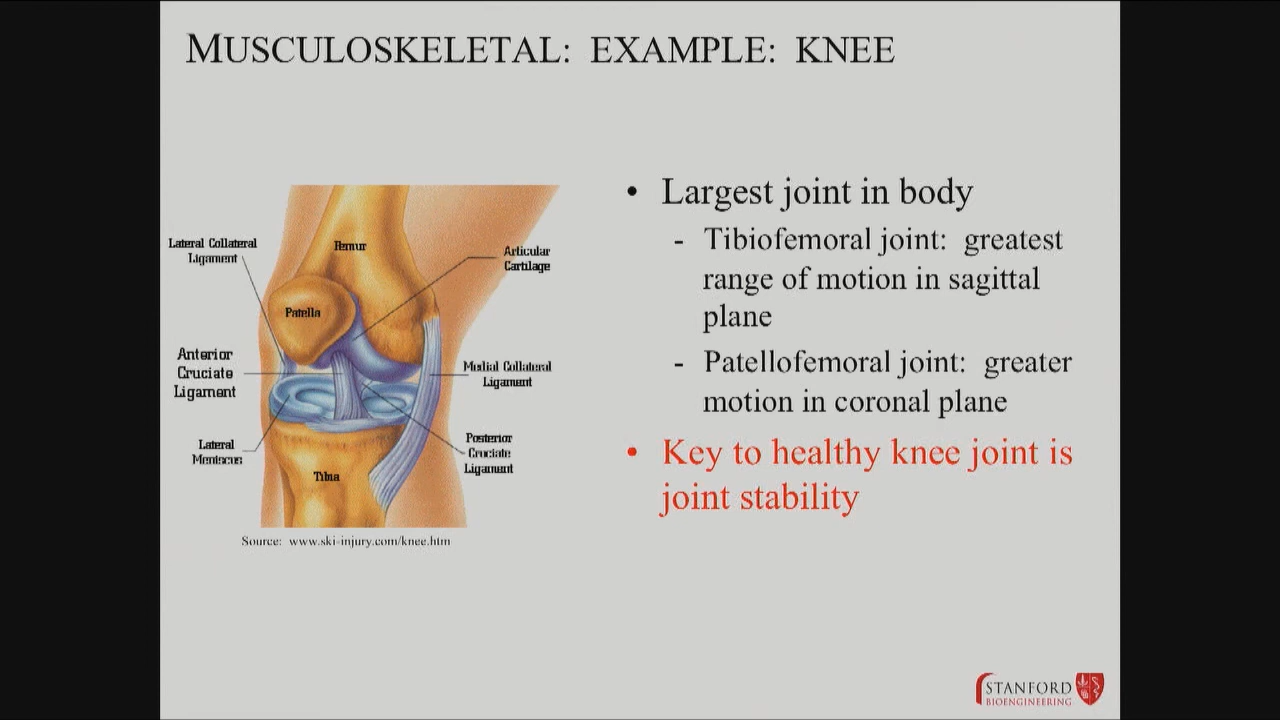 MUSCULOSKELETAL: EXAMPLE: KNEE
Lateral Collateral
Ligament
Femur
Articular
Cartilage
Patella
Anterior
Cruciate
Ligament
Medial Collateral
Ligament
Lateral
Meniscus
Posterior
Cruciate
Ligament
Tibia
Source: www.ski-injury.com/knee.htm
• Largest joint in body
- Tibiofemoral joint: greatest
range of motion in sagittal
plane
- Patellofemoral joint: greater
motion in coronal plane
• Key to healthy knee joint is
joint stability
STANFORD
BIOENGINEERING